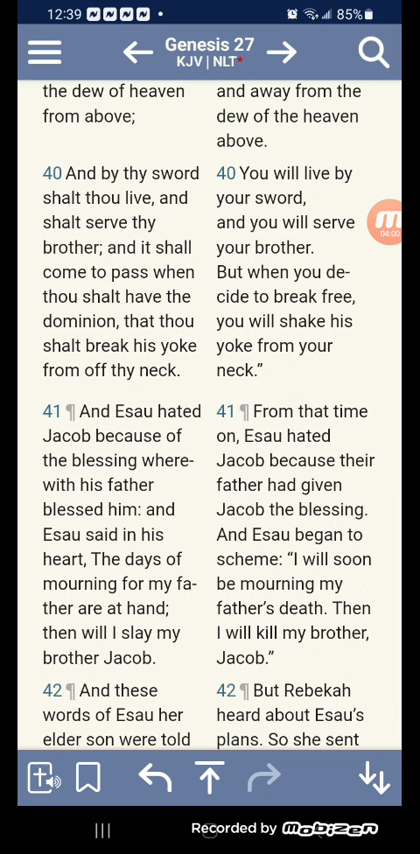 12:39
85%
Genesis 27
KJV | NLT*
the dew of heaven
from above;
40 And by thy sword
shalt thou live, and
shalt serve thy
brother; and it shall
come to pass when
thou shalt have the
dominion, that thou
shalt break his yoke
from off thy neck.
41 ¶ And Esau hated
Jacob because of
the blessing where-
with his father
blessed him: and
Esau said in his
heart, The days of
mourning for my fa-
ther are at hand;
then will I slay my
brother Jacob.
42 ¶ And these
words of Esau her
elder son were told
and away from the
dew of the heaven
above.
40 You will live by
your sword,
and you will serve
your brother.
But when you de-
cide to break free,
you will shake his
yoke from your
neck.”
41 ¶ From that time
on, Esau hated
Jacob because their
father had given
Jacob the blessing.
And Esau began to
scheme: “I will soon
be mourning my
father’s death. Then
I will kill my brother,
Jacob.”
42 ¶ But Rebekah
heard about Esau’s
plans. So she sent
m
04:00
Recorded by mobizen